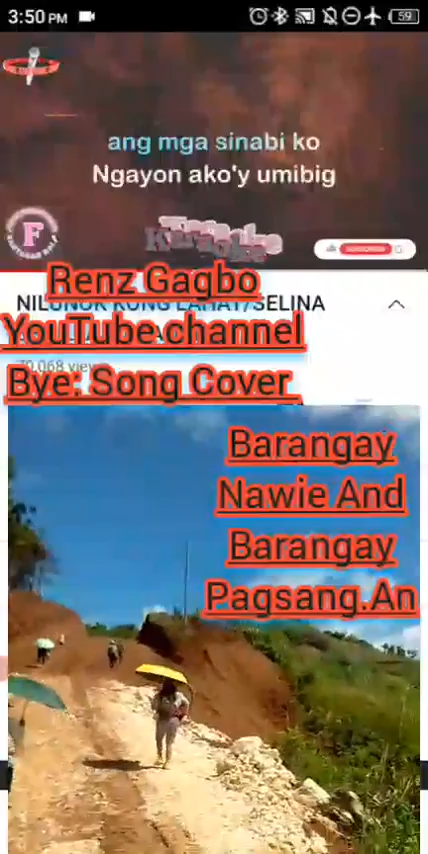 3:50 PM
59
ang mga sinabi ko
Ngayon ako'y umibig
F
Karaoke
SUBSCRIBE
Renz Gagbo
NILUNOK KONG LAHAT/SELINA
YouTube.channel
70,068 views
Bye: Song Cover
Barangay
Nawie And
Barangay
Pagsang.An